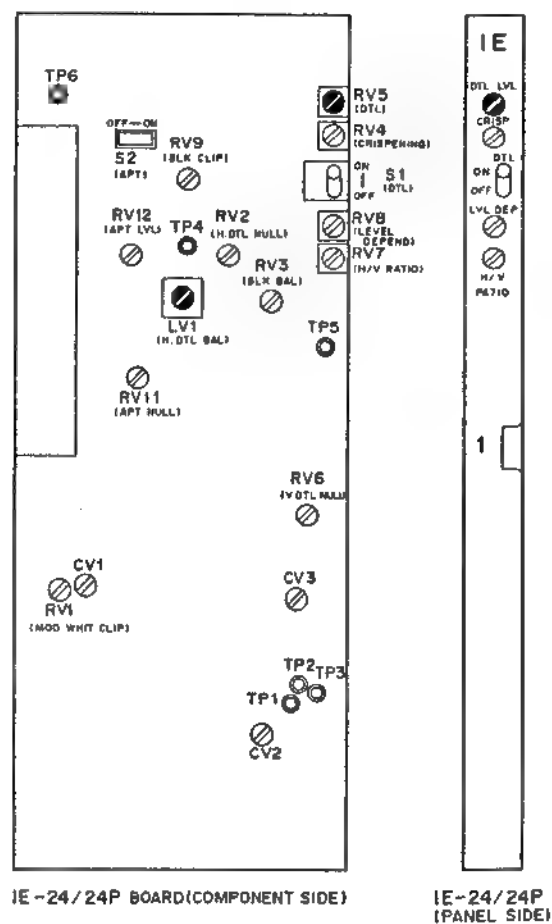 TP6
OFF↔ON
S2
(APT)
RV9
(BLK CLIP)
RV5
(DTL)
RV4
(CRISPENING)
ON
OFF
S1
(DTL)
RV12
(APT LVL)
TP4
RV2
(H.DTL NULL)
RV8
(LEVEL
DEPEND)
RV7
(H/V RATIO)
RV3
(BLK BAL)
LV1
(H.DTL BAL)
TP5
RV11
(APT NULL)
RV6
(V DTL NULL)
CV1
RV1
(MOD WHIT CLIP)
CV3
TP2
TP3
TP1
CV2
IE-24/24P BOARD(COMPONENT SIDE)
IE
DTL LVL
CRISP
DTL
ON
OFF
LVL DEP
H/V
RATIO
1
IE-24/24P
(PANEL SIDE)